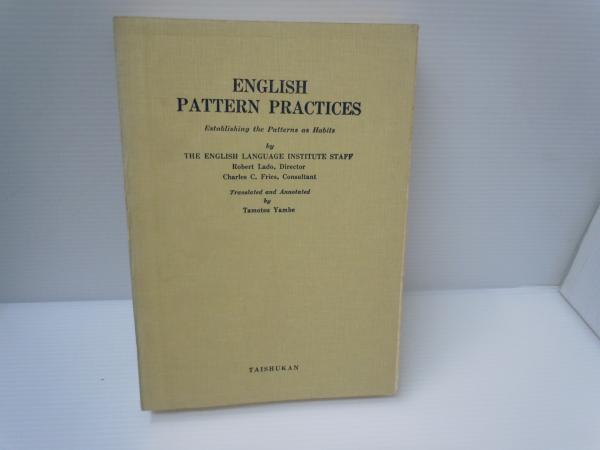 ENGLISH
PATTERN PRACTICES
Establishing the Patterns as Habits
by
THE ENGLISH LANGUAGE INSTITUTE STAFF
Robert Lado, Director
Charles C. Fries, Consultant
Translated and Annotated
by
Tamotsu Yambe
TAISHUKAN